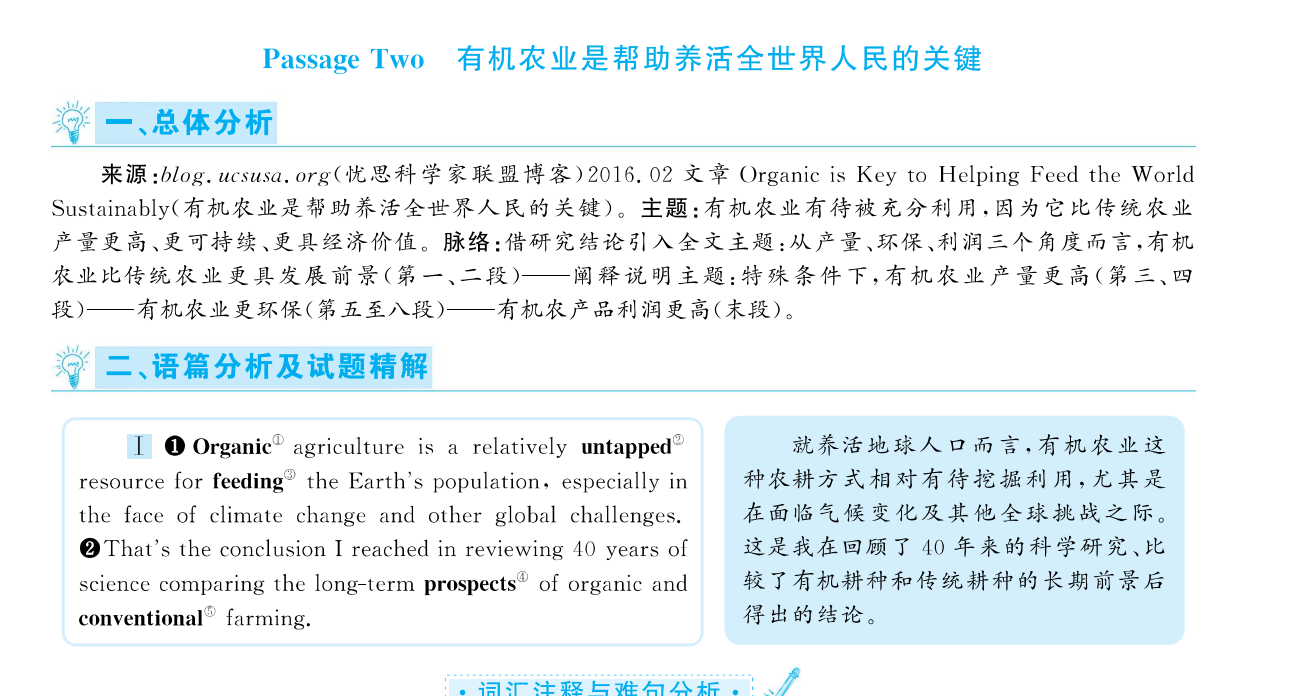 Passage Two 有机农业是帮助养活全世界人民的关键
一、总体分析
来源:blog.ucsusa.org(忧思科学家联盟博客)2016.02 文章 Organic is Key to Helping Feed the World
Sustainably(有机农业是帮助养活全世界人民的关键)。主题:有机农业有待被充分利用,因为它比传统农业
产量更高、更可持续、更具经济价值。脉络:借研究结论引入全文主题:从产量、环保、利润三个角度而言,有机
农业比传统农业更具发展前景(第一、二段)——阐释说明主题:特殊条件下,有机农业产量更高(第三、四
段)——有机农业更环保(第五至八段)——有机农产品利润更高(末段)。
二、语篇分析及试题精解
Ⅰ ❶ Organic① agriculture is a relatively untapped②
resource for feeding③ the Earth's population, especially in
the face of climate change and other global challenges.
❷That's the conclusion I reached in reviewing 40 years of
science comparing the long-term prospects④ of organic and
conventional⑤ farming.
就养活地球人口而言,有机农业这
种农耕方式相对有待挖掘利用,尤其是
在面临气候变化及其他全球挑战之际。
这是我在回顾了 40 年来的科学研究、比
较了有机耕种和传统耕种的长期前景后
得出的结论。
·词汇注释与难句分析·